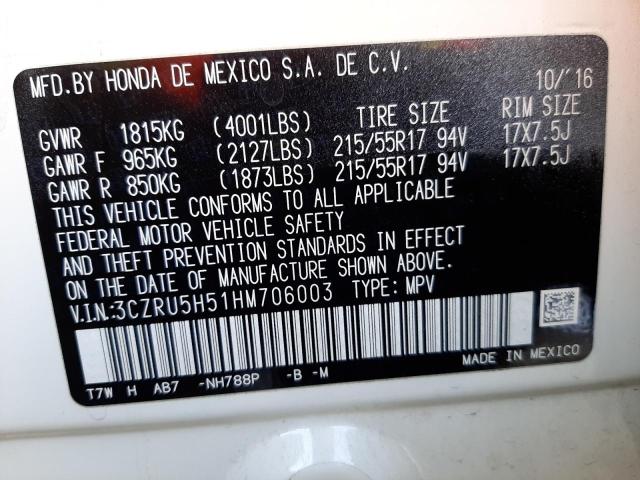 MFD.BY HONDA DE MEXICO S.A. DE C.V. 10/'16
TIRE SIZE RIM SIZE
GVWR 1815KG (4001LBS)
GAWR F 965KG (2127LBS) 215/55R17 94V 17X7.5J
GAWR R 850KG (1873LBS) 215/55R17 94V 17X7.5J
THIS VEHICLE CONFORMS TO ALL APPLICABLE
FEDERAL MOTOR VEHICLE SAFETY
AND THEFT PREVENTION STANDARDS IN EFFECT
ON THE DATE OF MANUFACTURE SHOWN ABOVE.
V.I.N.:3CZRU5H51HM706003 TYPE: MPV
T7W H AB7 -NH788P -B -M MADE IN MEXICO